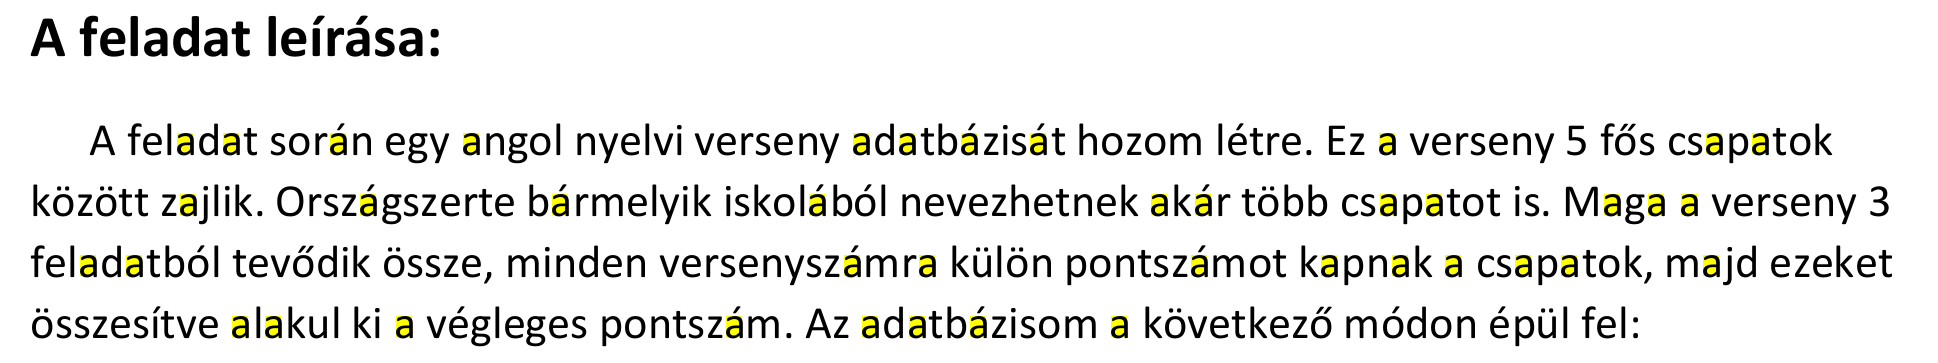 A feladat leírása:
A feladat során egy angol nyelvi verseny adatbázisát hozom létre. Ez a verseny 5 fős csapatok
között zajlik. Országszerte bármelyik iskolából nevezhetnek akár több csapatot is. Maga a verseny 3
feladatból tevődik össze, minden versenyszámra külön pontszámot kapnak a csapatok, majd ezeket
összesítve alakul ki a végleges pontszám. Az adatbázisom a következő módon épül fel: